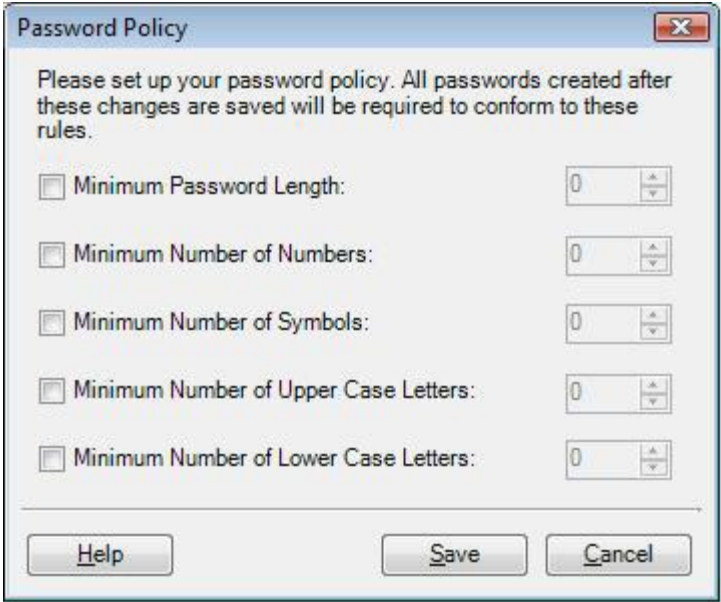 Password Policy
Please set up your password policy. All passwords created after
these changes are saved will be required to conform to these
rules.
Minimum Password Length: 0
Minimum Number of Numbers: 0
Minimum Number of Symbols: 0
Minimum Number of Upper Case Letters: 0
Minimum Number of Lower Case Letters: 0
Help Save Cancel